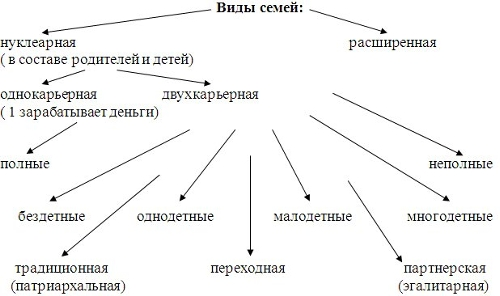 Виды семей:
нуклеарная расширенная
( в составе родителей и детей)
однокарьерная двухкарьерная
( 1 зарабатывает деньги)
полные неполные
бездетные однодетные малодетные многодетные
традиционная переходная партнерская
(патриархальная) (эгалитарная)